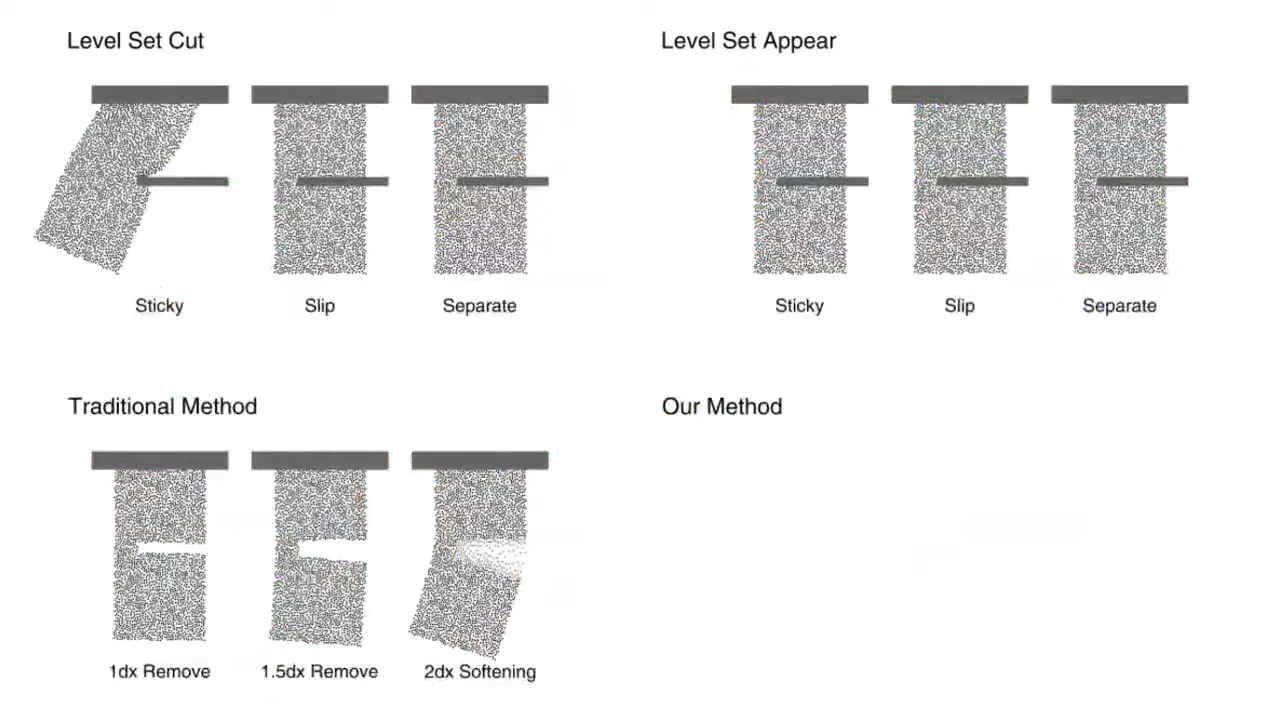 Level Set Cut
Level Set Appear
Sticky
Slip
Separate
Sticky
Slip
Separate
Traditional Method
Our Method
1dx Remove
1.5dx Remove
2dx Softening